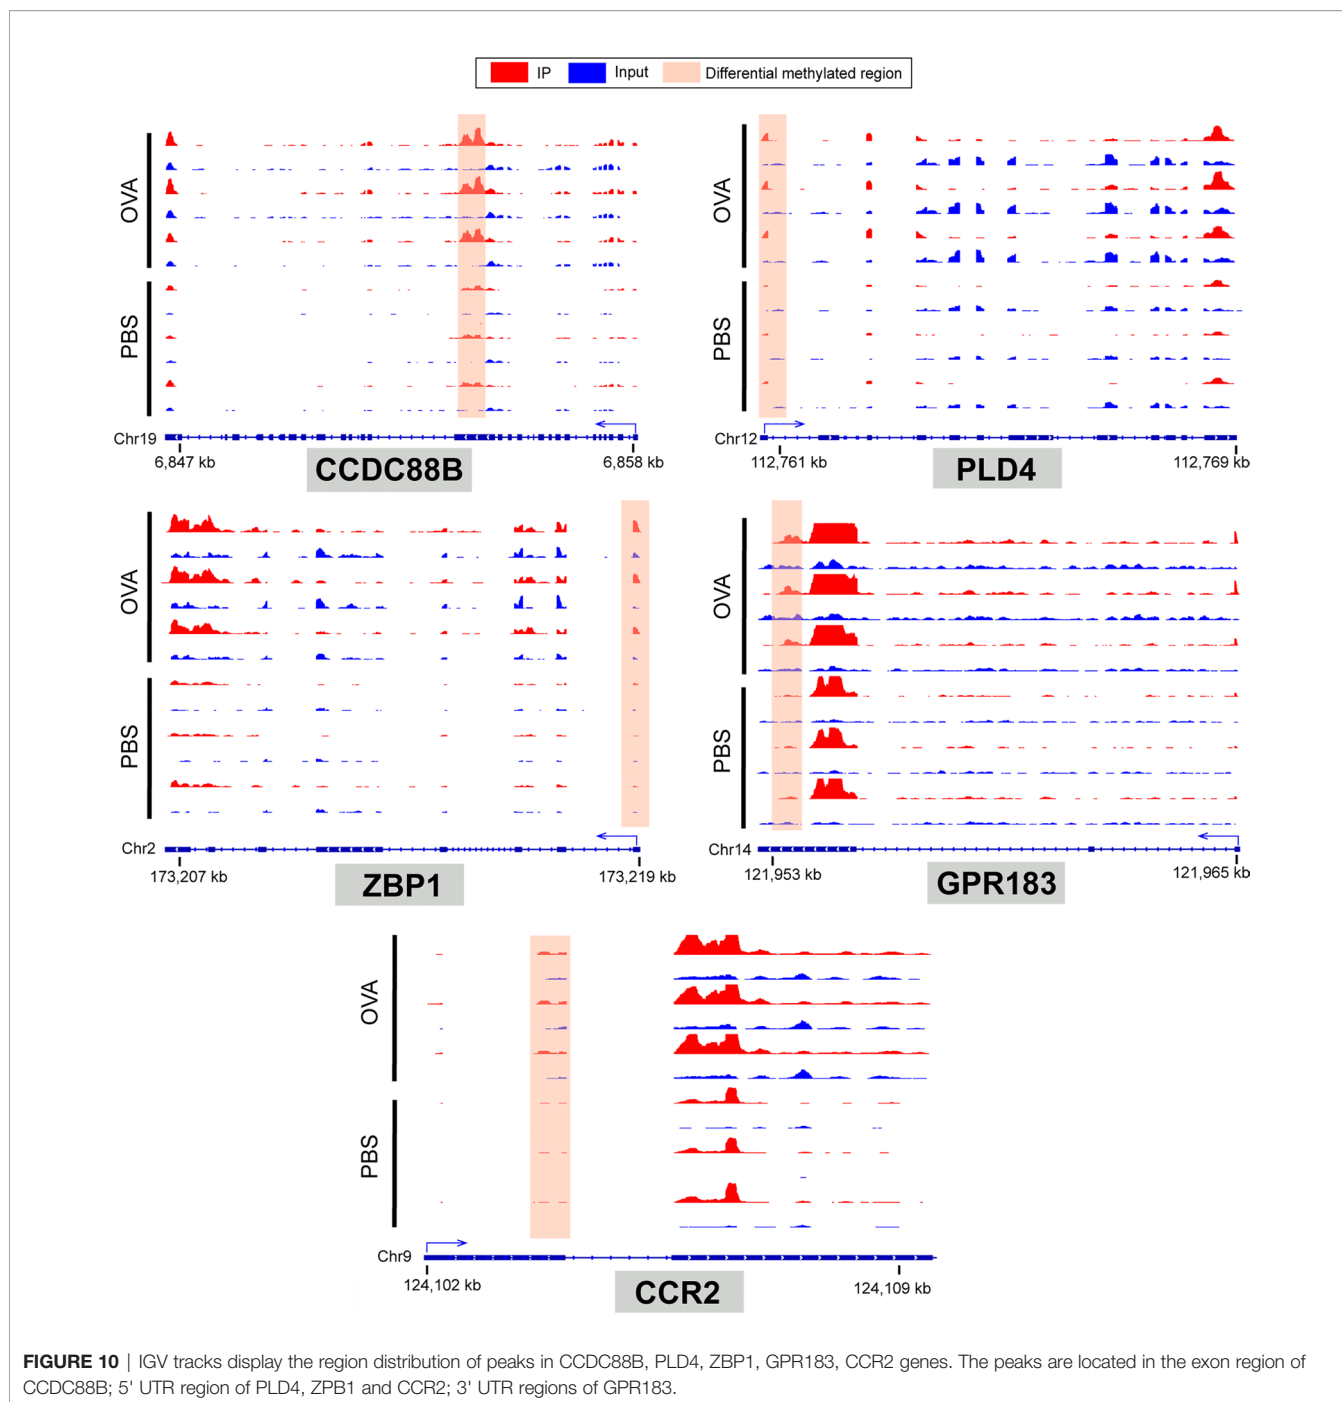 IP Input Differential methylated region
OVA
PBS
Chr19
6,847 kb 6,858 kb
CCDC88B
OVA
PBS
Chr12
112,761 kb 112,769 kb
PLD4
OVA
PBS
Chr2
173,207 kb 173,219 kb
ZBP1
OVA
PBS
Chr14
121,953 kb 121,965 kb
GPR183
OVA
PBS
Chr9
124,102 kb 124,109 kb
CCR2
FIGURE 10 | IGV tracks display the region distribution of peaks in CCDC88B, PLD4, ZBP1, GPR183, CCR2 genes. The peaks are located in the exon region of
CCDC88B; 5' UTR region of PLD4, ZPB1 and CCR2; 3' UTR regions of GPR183.